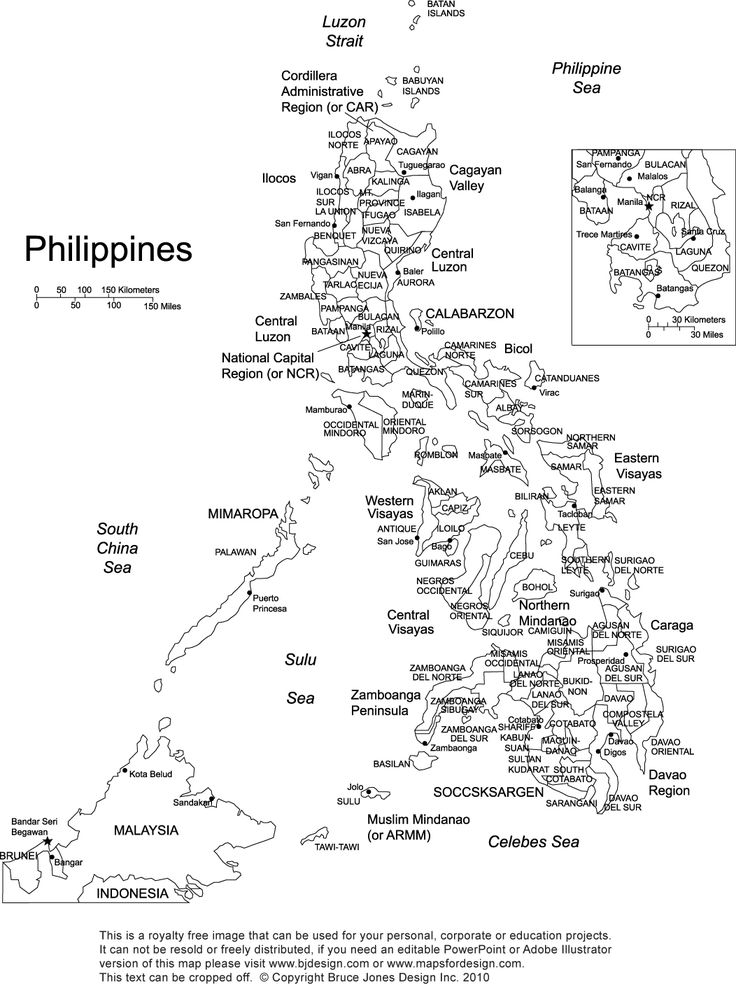 BATAN
ISLANDS
Luzon
Strait
Philippine
Sea
BABUYAN
ISLANDS
Cordillera
Administrative
Region (or CAR)
ILOCOS
NORTE
APAYAO
CAGAYAN
Tuguegarao
Cagayan
Valley
Ilocos
Vigan
ABRA
KALINGA
ILOCOS
SUR
MT.
PROVINCE
Ilagan
LA UNION
IFUGAO
ISABELA
San Fernando
BENQUET
NUEVA
VIZCAYA
QUIRINO
Central
Luzon
PANGASINAN
Philippines
0 50 100 150 Kilometers
0 50 100 150 Miles
NUEVA
ECIJA
TARLAC
Baler
AURORA
ZAMBALES
PAMPANGA
BULACAN
CALABARZON
Central
Luzon
BATAAN
Manila
RIZAL
Polillo
National Capital
Region (or NCR)
CAVITE
LAGUNA
BATANGAS
QUEZON
CAMARINES
NORTE
Bicol
CAMARINES
SUR
CATANDUANES
Virac
ALBAY
SORSOGON
MARIN-
DUQUE
Mamburao
OCCIDENTAL
MINDORO
ORIENTAL
MINDORO
ROMBLON
Masbate
MASBATE
NORTHERN
SAMAR
SAMAR
Eastern
Visayas
EASTERN
SAMAR
BILIRAN
Tacloban
LEYTE
Western
Visayas
AKLAN
CAPIZ
ANTIQUE
ILOILO
San Jose
Bago
GUIMARAS
MIMAROPA
PALAWAN
South
China
Sea
Puerto
Princesa
CEBU
SOUTHERN
LEYTE
SURIGAO
DEL NORTE
NEGROS
OCCIDENTAL
BOHOL
Surigao
Central
Visayas
NEGROS
ORIENTAL
Northern
Mindanao
SIQUIJOR
CAMIGUIN
AGUSAN
DEL NORTE
Caraga
MISAMIS
ORIENTAL
SURIGAO
DEL SUR
Prosperidad
AGUSAN
DEL SUR
Sulu
Sea
MISAMIS
OCCIDENTAL
ZAMBOANGA
DEL NORTE
LANAO
DEL NORTE
BUKID-
NON
Zamboanga
Peninsula
ZAMBOANGA
SIBUGAY
LANAO
DEL SUR
DAVAO
COMPOSTELA
VALLEY
ZAMBOANGA
DEL SUR
Cotabato
COTABATO
SHARIFF
KABUN-
SUAN
MAGUIN-
DANAO
Davao
Digos
DAVAO
ORIENTAL
Zambaonga
BASILAN
SULTAN
KUDARAT
SOUTH
COTABATO
Davao
Region
SOCCSKSARGEN
SARANGANI
DAVAO
DEL SUR
Jolo
SULU
Muslim Mindanao
(or ARMM)
TAWI-TAWI
Celebes Sea
Kota Belud
Sandakan
Bandar Seri
Begawan
MALAYSIA
BRUNEI
Bangar
INDONESIA
PAMPANGA
San Fernando
BULACAN
Malalos
Balanga
NCR
Manila
RIZAL
BATAAN
Trece Martires
Santa Cruz
CAVITE
LAGUNA
BATANGAS
QUEZON
Batangas
0 30 Kilometers
0 30 Miles
This is a royalty free image that can be used for your personal, corporate or education projects.
It can not be resold or freely distributed, if you need an editable PowerPoint or Adobe Illustrator
version of this map please visit www.bjdesign.com or www.mapsfordesign.com.
This text can be cropped off. © Copyright Bruce Jones Design Inc. 2010